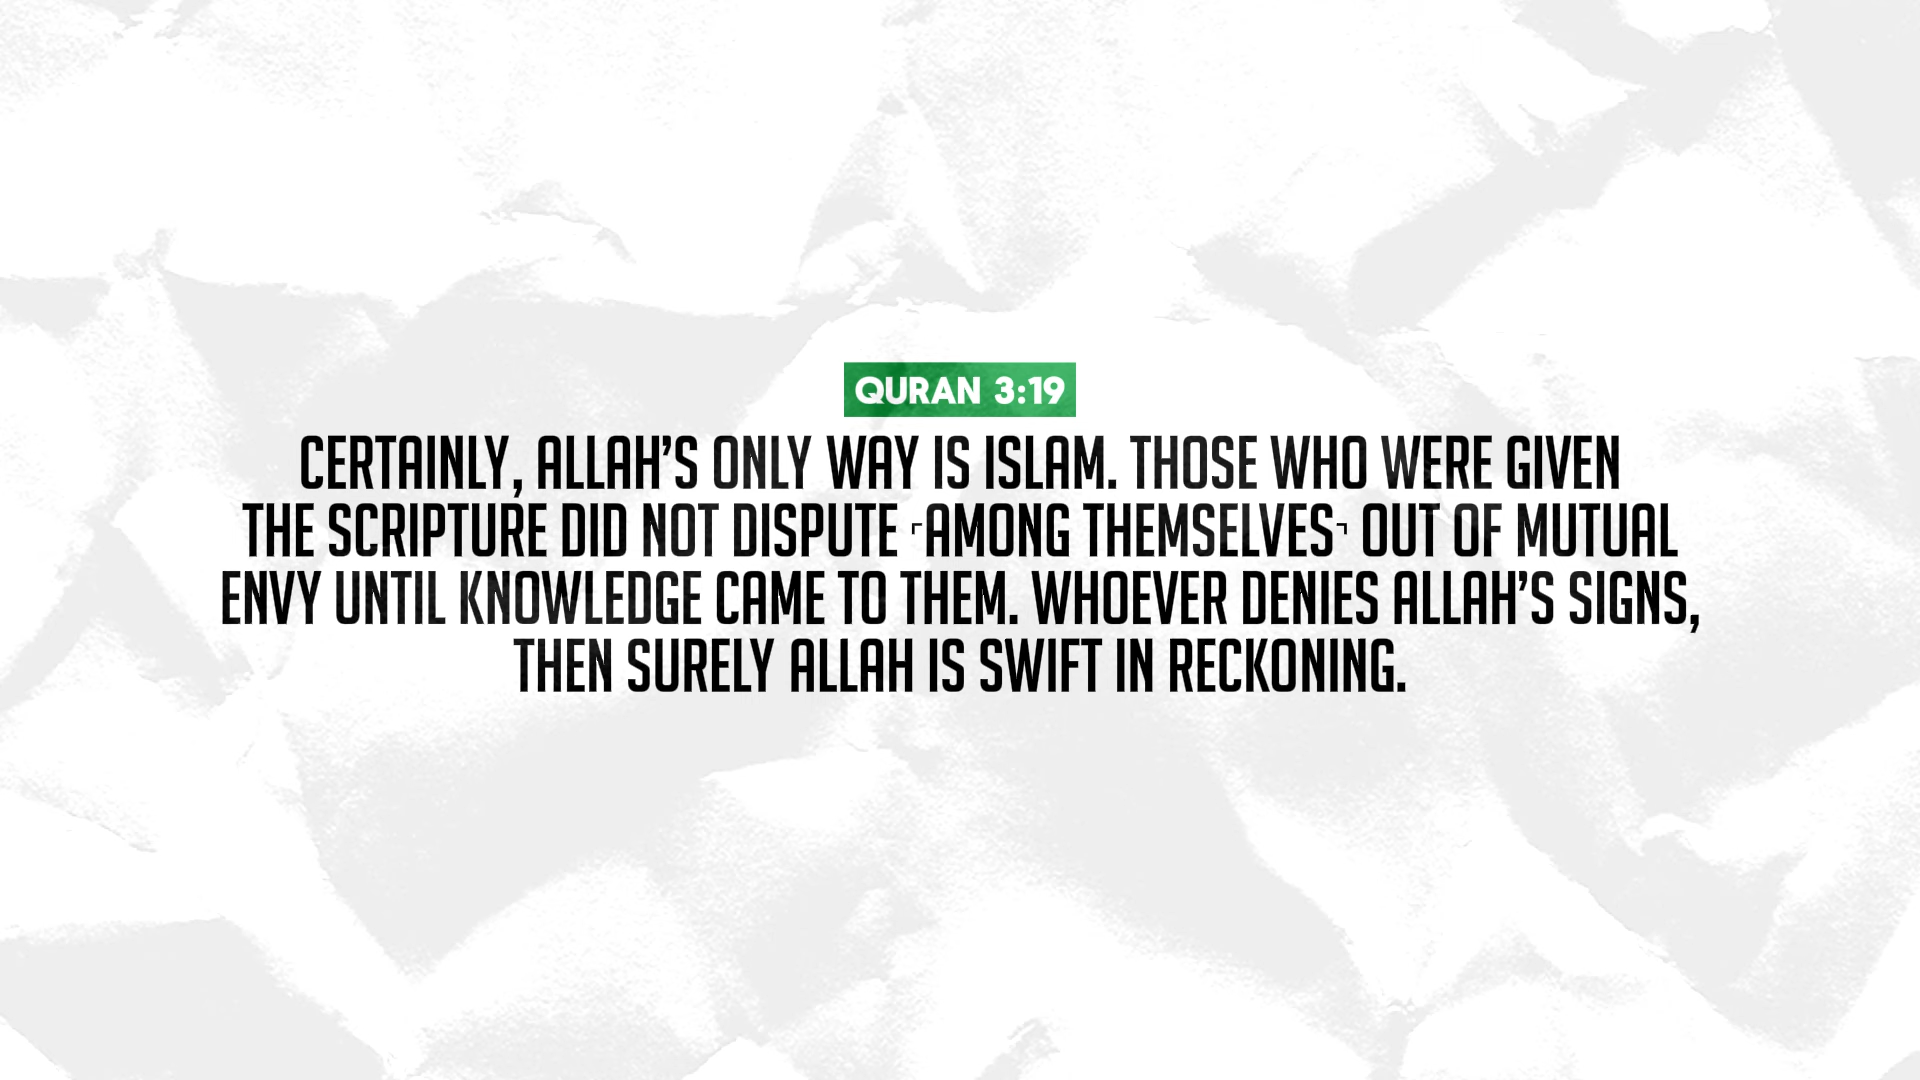 QURAN 3:19
CERTAINLY, ALLAH’S ONLY WAY IS ISLAM. THOSE WHO WERE GIVEN
THE SCRIPTURE DID NOT DISPUTE ⸢AMONG THEMSELVES⸣ OUT OF MUTUAL
ENVY UNTIL KNOWLEDGE CAME TO THEM. WHOEVER DENIES ALLAH’S SIGNS,
THEN SURELY ALLAH IS SWIFT IN RECKONING.